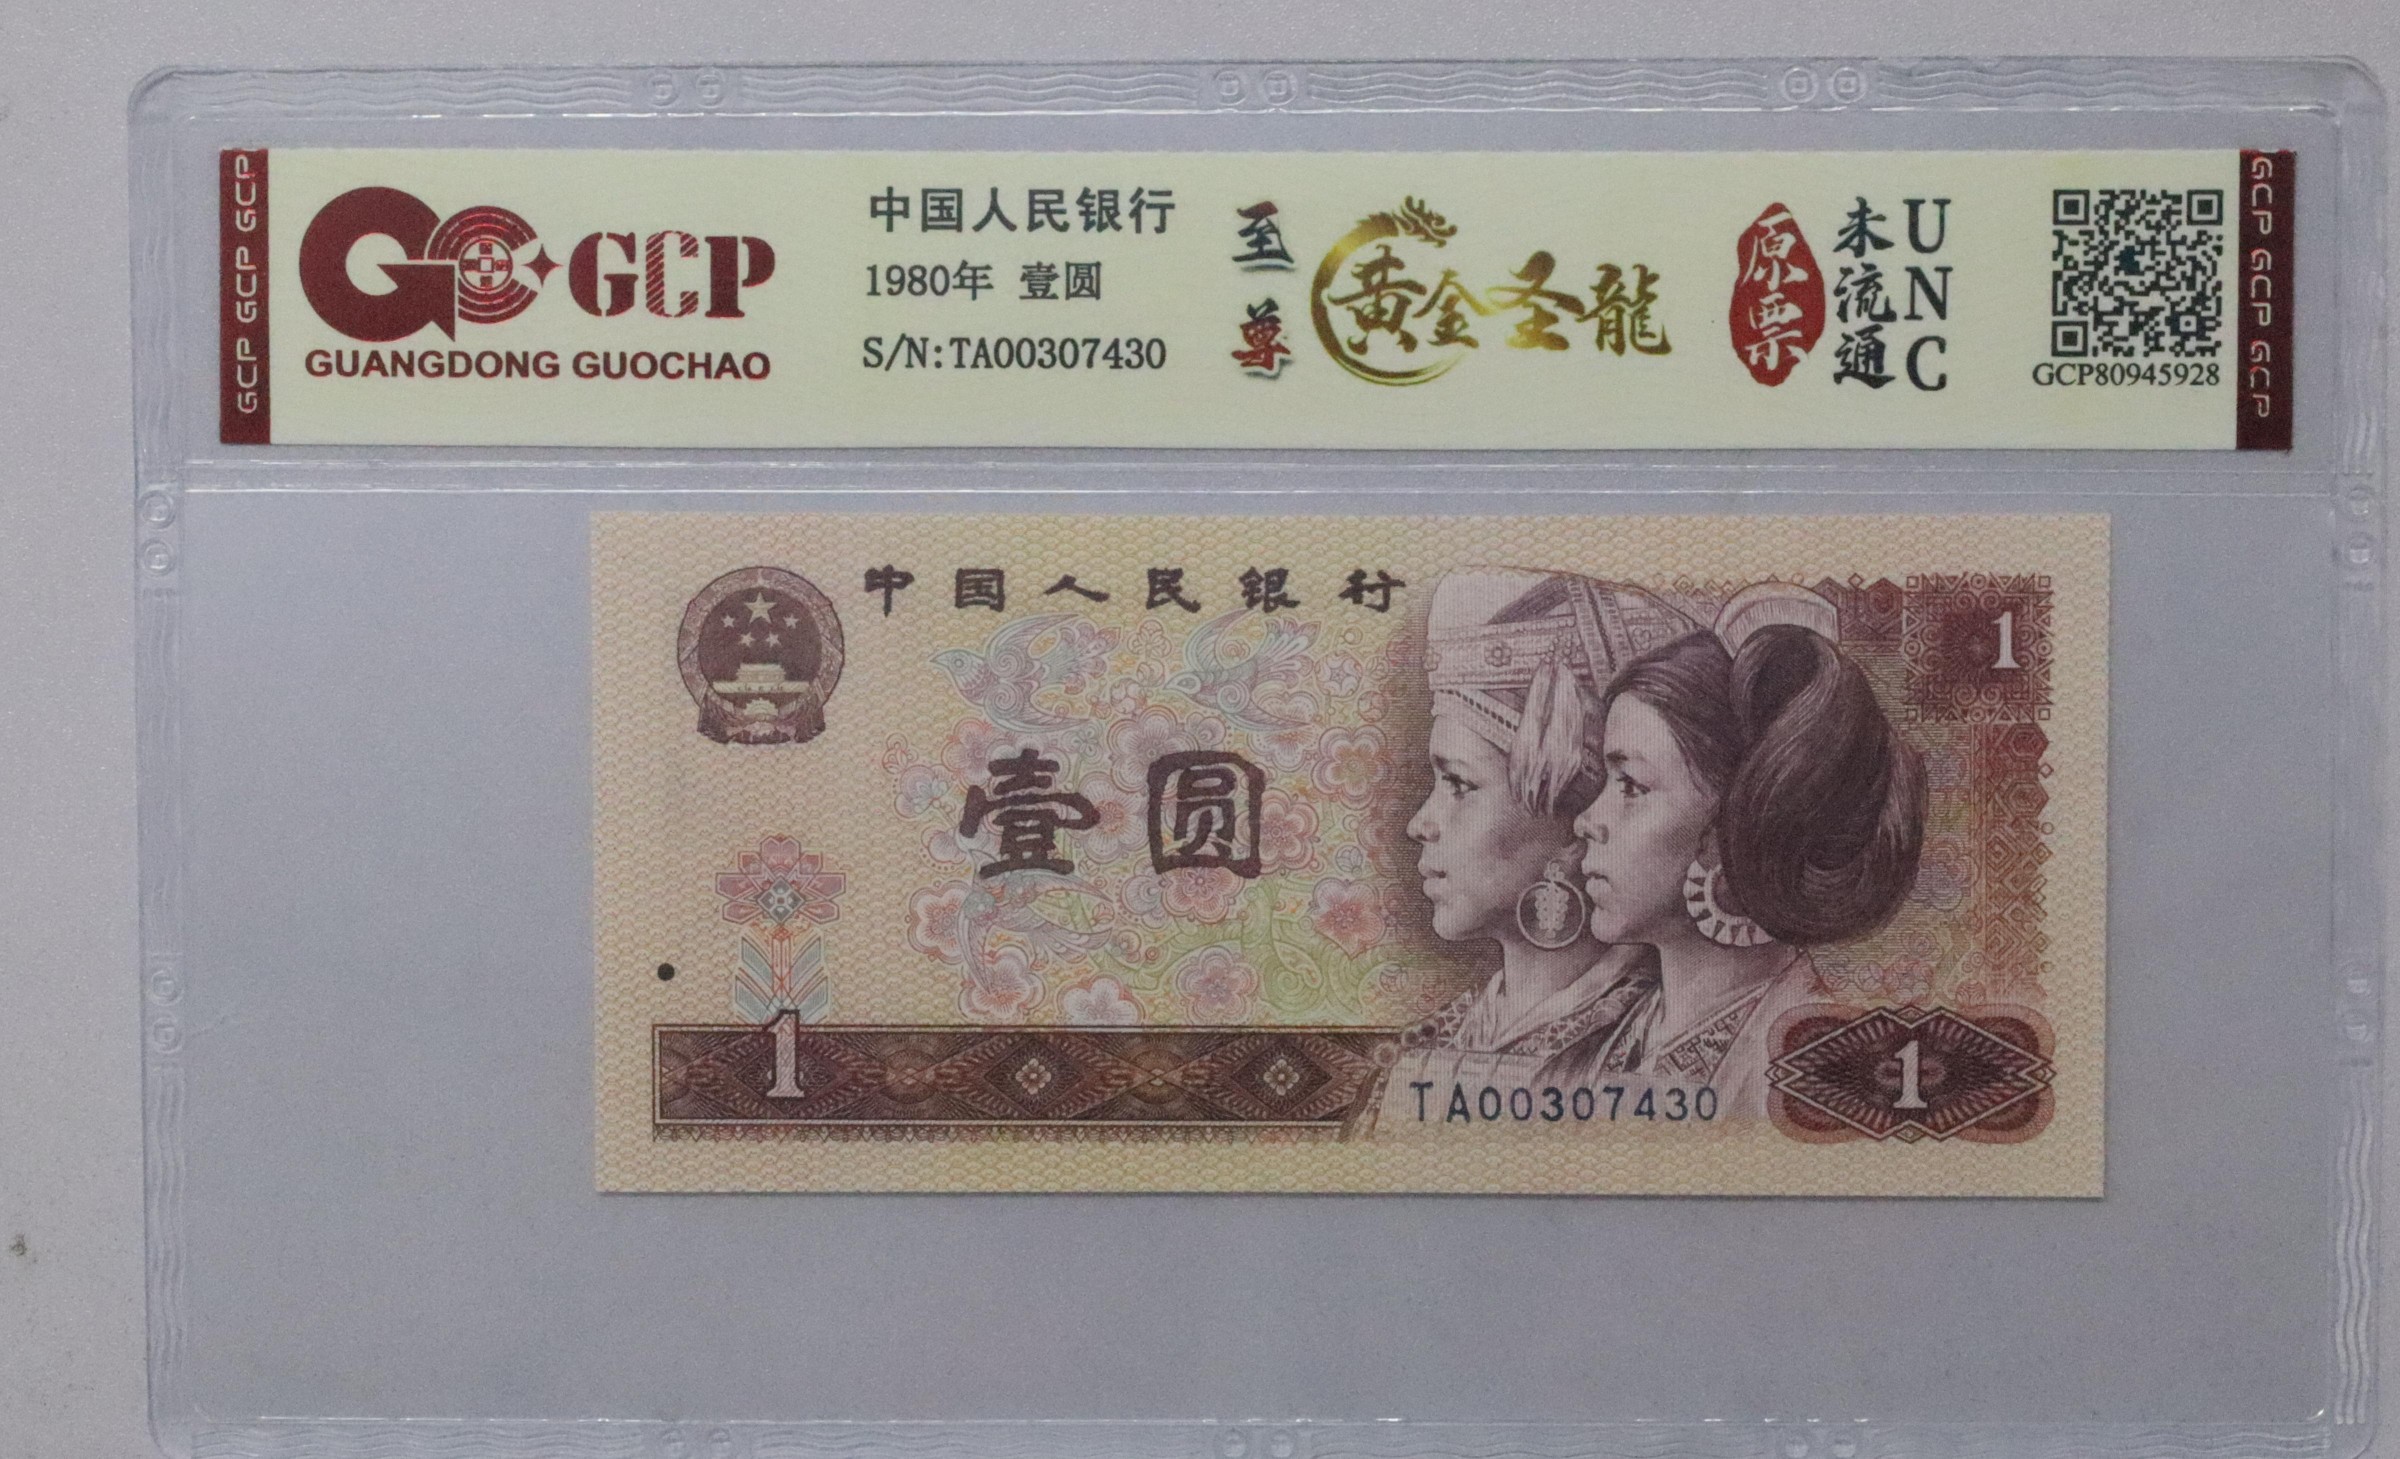 GCP GCP GCP
GCP
GUANGDONG GUOCHAO
中国人民银行
1980年 壹圆
S/N:TA00307430
至尊
黄金圣龍
原票
未流通
UNC
GCP80945928
GCP GCP GCP
中国人民银行
1
壹圆
1
TA00307430
1